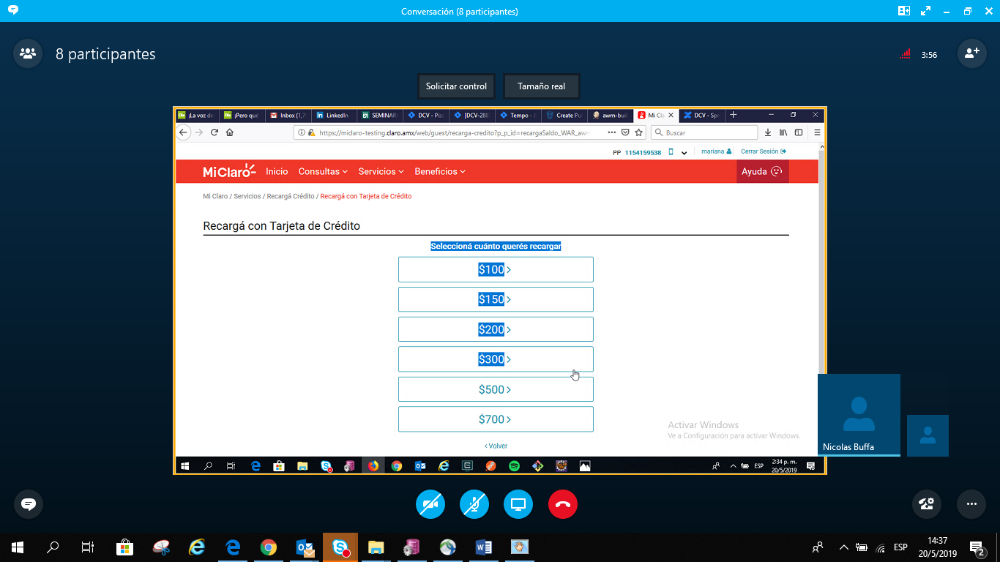 Conversación (8 participantes)
8 participantes
3:56
Solicitar control
Tamaño real
¡La voz de
¡Pero qué
Inbox (1,
LinkedIn
SEMINAR
DCV - Piz
[DCV-288
Tempo - J
Create Pu
awm-buil
Mi Cla
DCV - Spr
https://miclaro-testing.claro.amx/web/guest/recarga-credito?p_p_id=recargaSaldo_WAR_awm
Buscar
PP 1154159538
mariana
Cerrar Sesión
MiClaro
Inicio
Consultas
Servicios
Beneficios
Ayuda
Mi Claro / Servicios / Recargá Crédito / Recargá con Tarjeta de Crédito
Recargá con Tarjeta de Crédito
Seleccioná cuánto querés recargar
$100 >
$150 >
$200 >
$300 >
$500 >
$700 >
< Volver
Activar Windows
Ve a Configuración para activar Windows.
Nicolas Buffa
ESP
2:34 p. m.
20/5/2019
ESP
14:37
20/5/2019
2